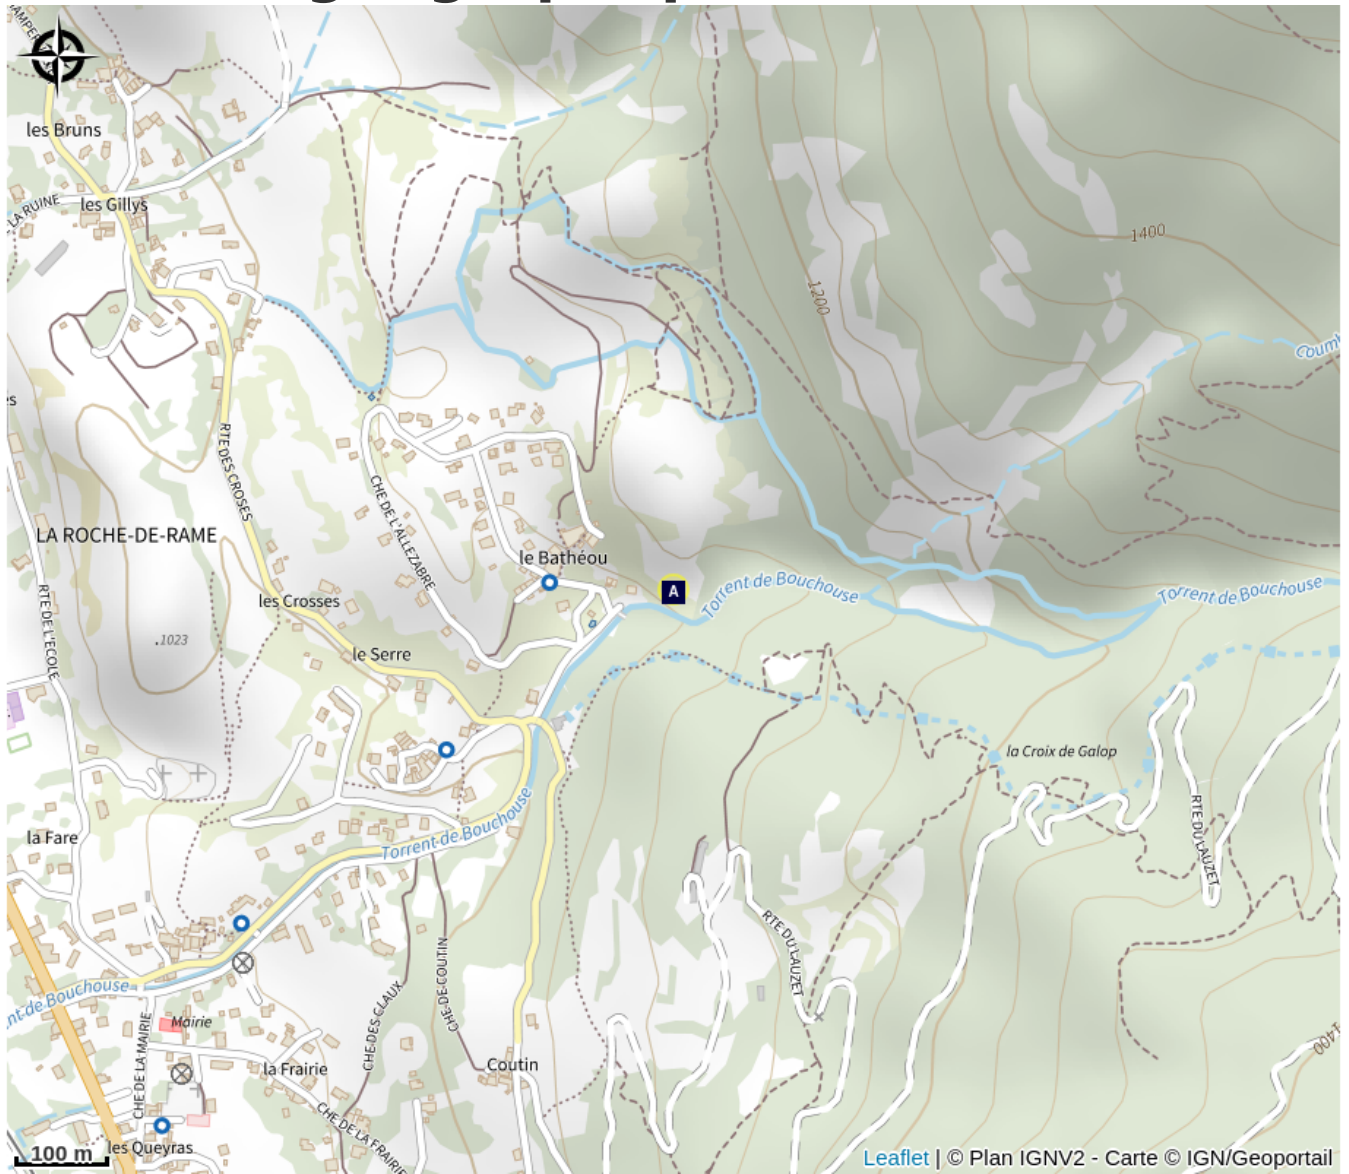 les Bruns
les Gillys
LA RUINE
1400
1200
Coum
RTE DES CROSES
CHE DE L'ALLEZABRE
LA ROCHE-DE-RAME
le Bathéou
A
Torrent de Bouchouse
Torrent de Bouchouse
RTE DE L'ECOLE
les Crosses
.1023
le Serre
la Croix de Galop
RTE DU LAUZET
la Fare
Torrent de Bouchouse
RTE DU LAUZET
CHE DE COUTIN
CHE DES CLAUX
nt de Bouchouse
Mairie
CHE DE LA MAIRIE
la Frairie
Coutin
1400
CHE DE LA FRAIRIE
les Queyras
100 m
Leaflet | © Plan IGNV2 - Carte © IGN/Geoportail